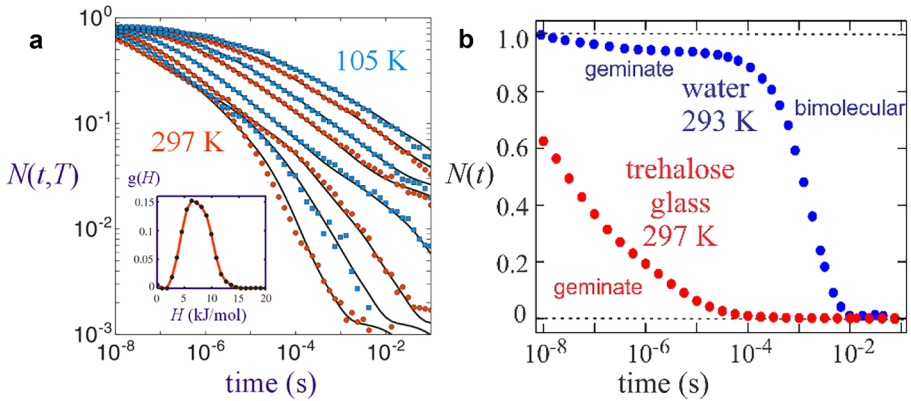 a
10⁰
10⁻¹
10⁻²
10⁻³
N(t,T)
105 K
297 K
g(H)
0.15
0.10
0.05
0
0 5 10 15 20
H (kJ/mol)
10⁻⁸ 10⁻⁶ 10⁻⁴ 10⁻²
time (s)
b
1.0
0.8
0.6
0.4
0.2
0
N(t)
geminate
water
293 K
bimolecular
trehalose
glass
297 K
geminate
10⁻⁸ 10⁻⁶ 10⁻⁴ 10⁻²
time (s)